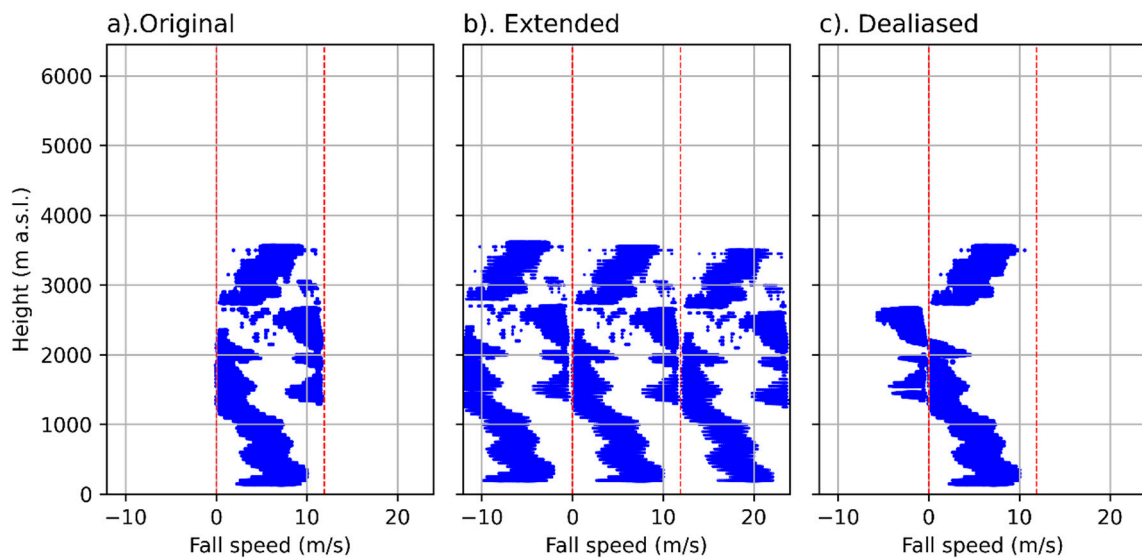 a).Original
b). Extended
c). Dealiased
Height (m a.s.l.)
6000
5000
4000
3000
2000
1000
0
−10
0
10
20
−10
0
10
20
−10
0
10
20
Fall speed (m/s)
Fall speed (m/s)
Fall speed (m/s)